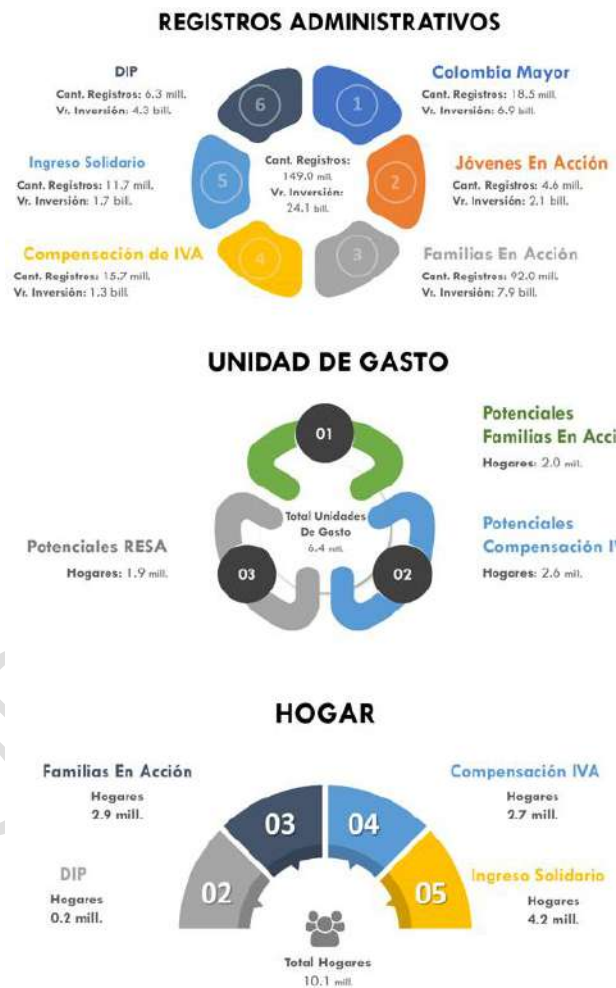 REGISTROS ADMINISTRATIVOS
DIP
Cant. Registros: 6.3 mill.
Vr. Inversión: 4.3 bill.
Colombia Mayor
Cant. Registros: 18.5 mill.
Vr. Inversión: 6.9 bill.
6
1
Ingreso Solidario
Cant. Registros: 11.7 mill.
Vr. Inversión: 1.7 bill.
5
Cant. Registros:
149.0 mill.
Vr. Inversión:
24.1 bill.
2
Jóvenes En Acción
Cant. Registros: 4.6 mill.
Vr. Inversión: 2.1 bill.
Compensación de IVA
Cant. Registros: 15.7 mill.
Vr. Inversión: 1.3 bill.
4
3
Familias En Acción
Cant. Registros: 92.0 mill.
Vr. Inversión: 7.9 bill.
UNIDAD DE GASTO
01
Potenciales
Familias En Acci
Hogares: 2.0 mill.
Total Unidades
De Gasto
6.4 mill.
Potenciales RESA
Hogares: 1.9 mill.
03
02
Potenciales
Compensación I
Hogares: 2.6 mill.
HOGAR
Familias En Acción
Hogares
2.9 mill.
Compensación IVA
Hogares
2.7 mill.
03
04
DIP
Hogares
0.2 mill.
02
05
Ingreso Solidario
Hogares
4.2 mill.
Total Hogares
10.1 mill.